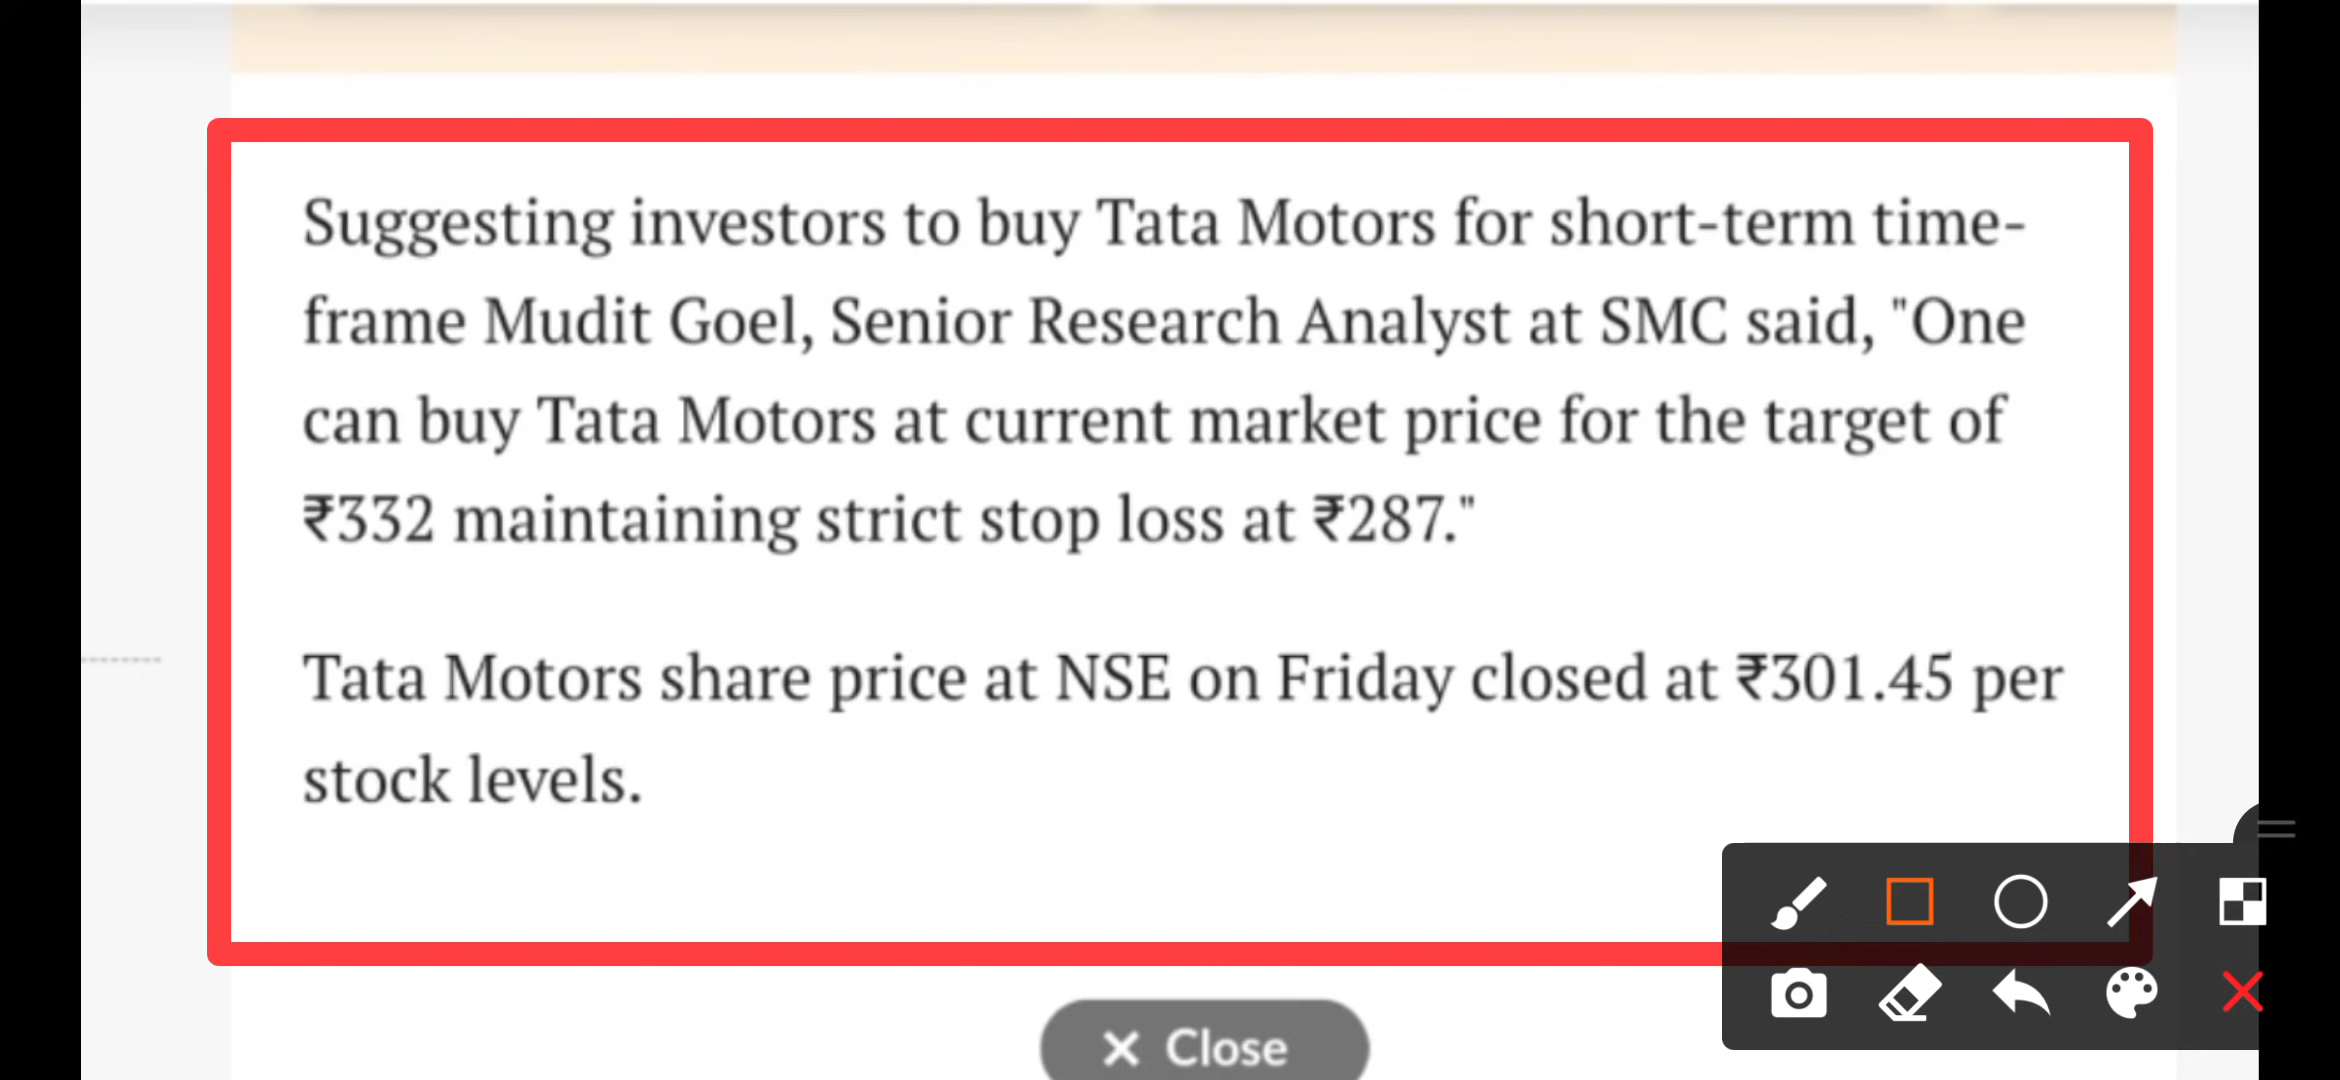 Suggesting investors to buy Tata Motors for short-term time-
frame Mudit Goel, Senior Research Analyst at SMC said, "One
can buy Tata Motors at current market price for the target of
₹332 maintaining strict stop loss at ₹287."
Tata Motors share price at NSE on Friday closed at ₹301.45 per
stock levels.
Close